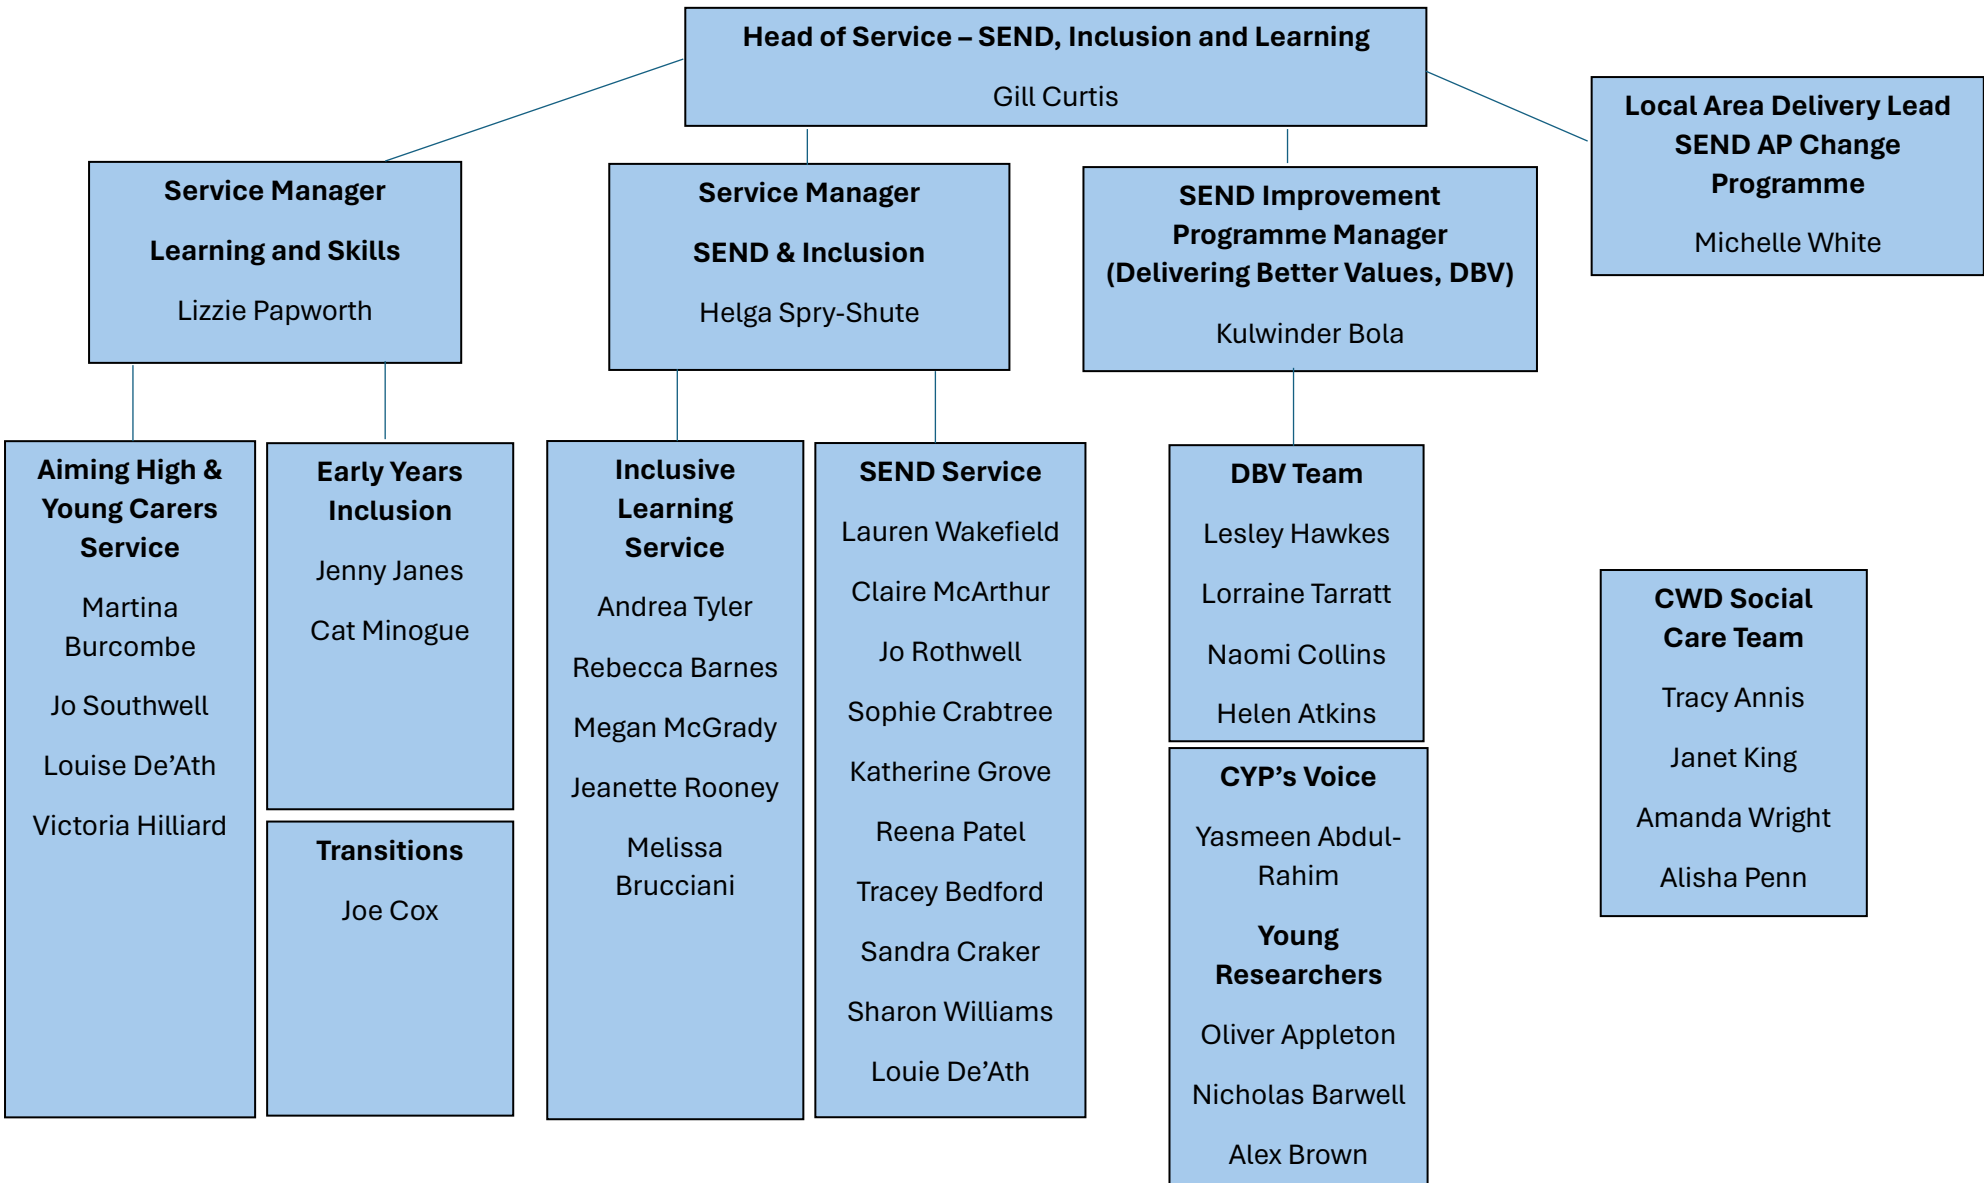 Head of Service – SEND, Inclusion and Learning
Gill Curtis
Local Area Delivery Lead
SEND AP Change
Programme
Michelle White
Service Manager
Learning and Skills
Lizzie Papworth
Service Manager
SEND & Inclusion
Helga Spry-Shute
SEND Improvement
Programme Manager
(Delivering Better Values, DBV)
Kulwinder Bola
Aiming High &
Young Carers
Service
Martina
Burcombe
Jo Southwell
Louise De’Ath
Victoria Hilliard
Early Years
Inclusion
Jenny Janes
Cat Minogue
Transitions
Joe Cox
Inclusive
Learning
Service
Andrea Tyler
Rebecca Barnes
Megan McGrady
Jeanette Rooney
Melissa
Brucciani
SEND Service
Lauren Wakefield
Claire McArthur
Jo Rothwell
Sophie Crabtree
Katherine Grove
Reena Patel
Tracey Bedford
Sandra Craker
Sharon Williams
Louie De’Ath
DBV Team
Lesley Hawkes
Lorraine Tarratt
Naomi Collins
Helen Atkins
CYP’s Voice
Yasmeen Abdul-
Rahim
Young
Researchers
Oliver Appleton
Nicholas Barwell
Alex Brown
CWD Social
Care Team
Tracy Annis
Janet King
Amanda Wright
Alisha Penn